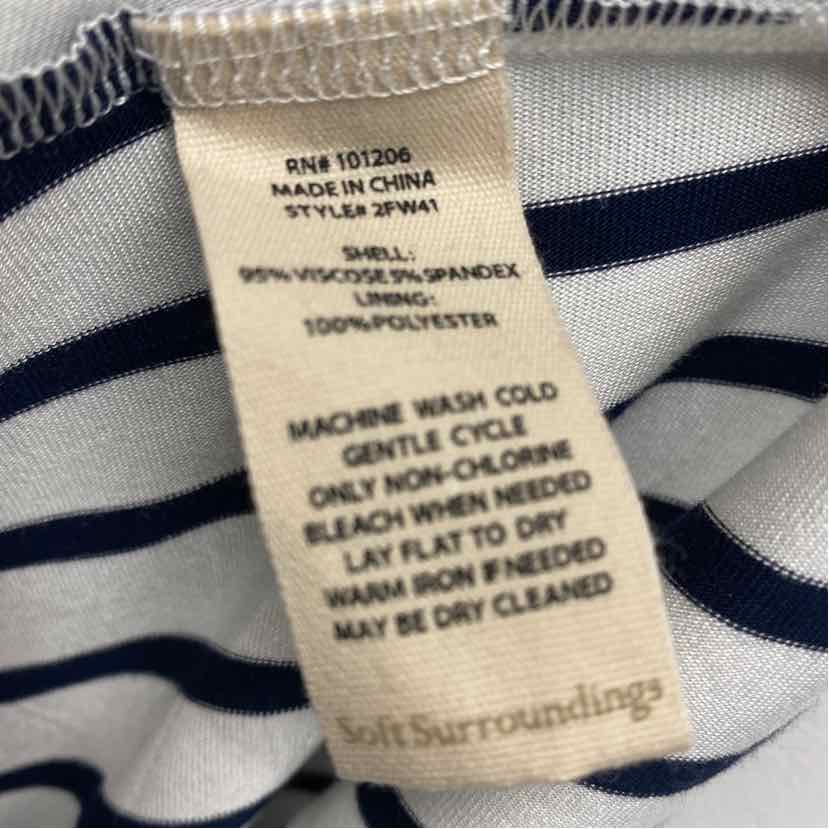 RN# 101206
MADE IN CHINA
STYLE# 2FW41
SHELL:
95% VISCOSE 5% SPANDEX
LINING:
100% POLYESTER
MACHINE WASH COLD
GENTLE CYCLE
ONLY NON-CHLORINE
BLEACH WHEN NEEDED
LAY FLAT TO DRY
WARM IRON IF NEEDED
MAY BE DRY CLEANED
Soft Surroundings